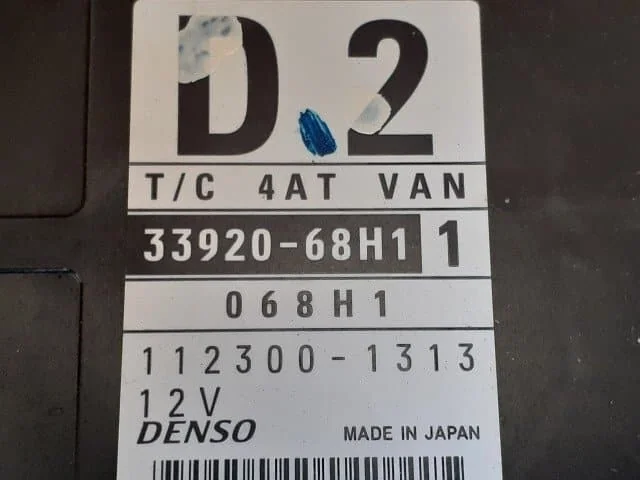 D.2
T/C 4AT VAN
33920-68H1 1
068H1
112300-1313
12V
DENSO MADE IN JAPAN